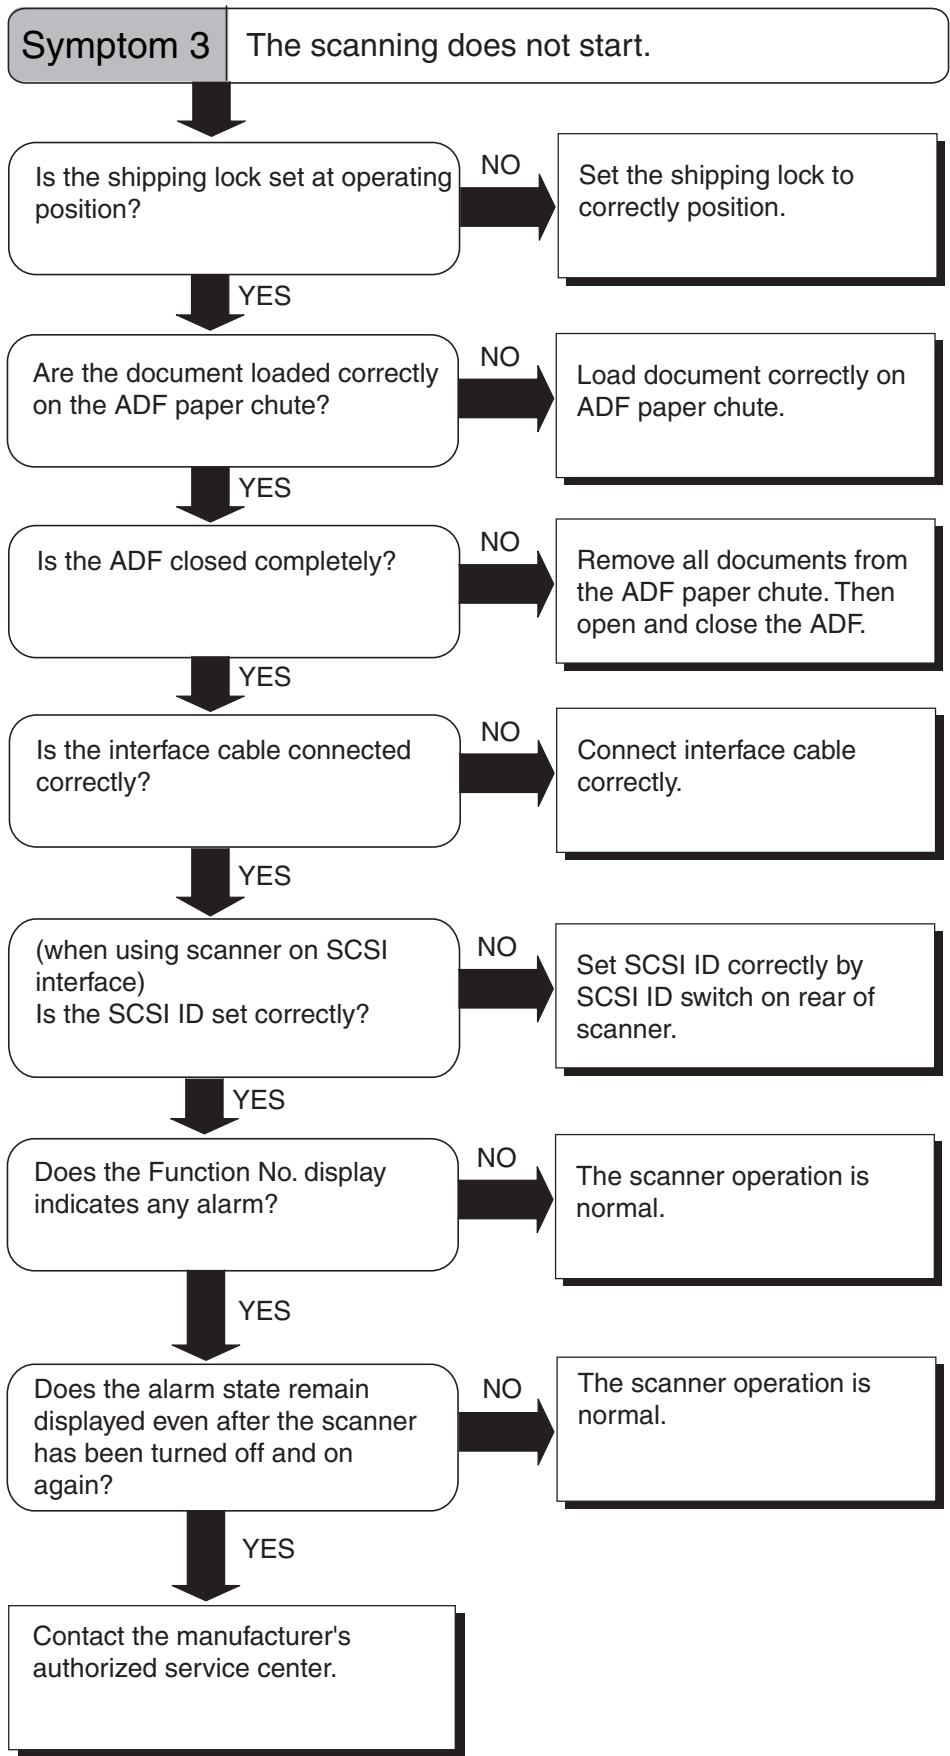 Symptom 3 The scanning does not start.
Is the shipping lock set at operating
position?
NO
Set the shipping lock to
correctly position.
YES
Are the document loaded correctly
on the ADF paper chute?
NO
Load document correctly on
ADF paper chute.
YES
Is the ADF closed completely?
NO
Remove all documents from
the ADF paper chute. Then
open and close the ADF.
YES
Is the interface cable connected
correctly?
NO
Connect interface cable
correctly.
YES
(when using scanner on SCSI
interface)
Is the SCSI ID set correctly?
NO
Set SCSI ID correctly by
SCSI ID switch on rear of
scanner.
YES
Does the Function No. display
indicates any alarm?
NO
The scanner operation is
normal.
YES
Does the alarm state remain
displayed even after the scanner
has been turned off and on
again?
NO
The scanner operation is
normal.
YES
Contact the manufacturer's
authorized service center.